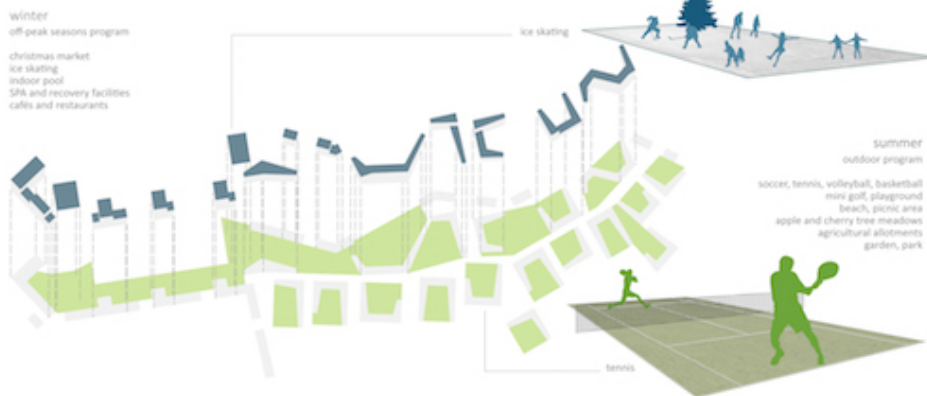 winter
off-peak seasons program
christmas market
ice skating
indoor pool
SPA and recovery facilities
cafés and restaurants
ice skating
summer
outdoor program
soccer, tennis, volleyball, basketball
mini golf, playground
beach, picnic area
apple and cherry tree meadows
agricultural allotments
garden, park
tennis